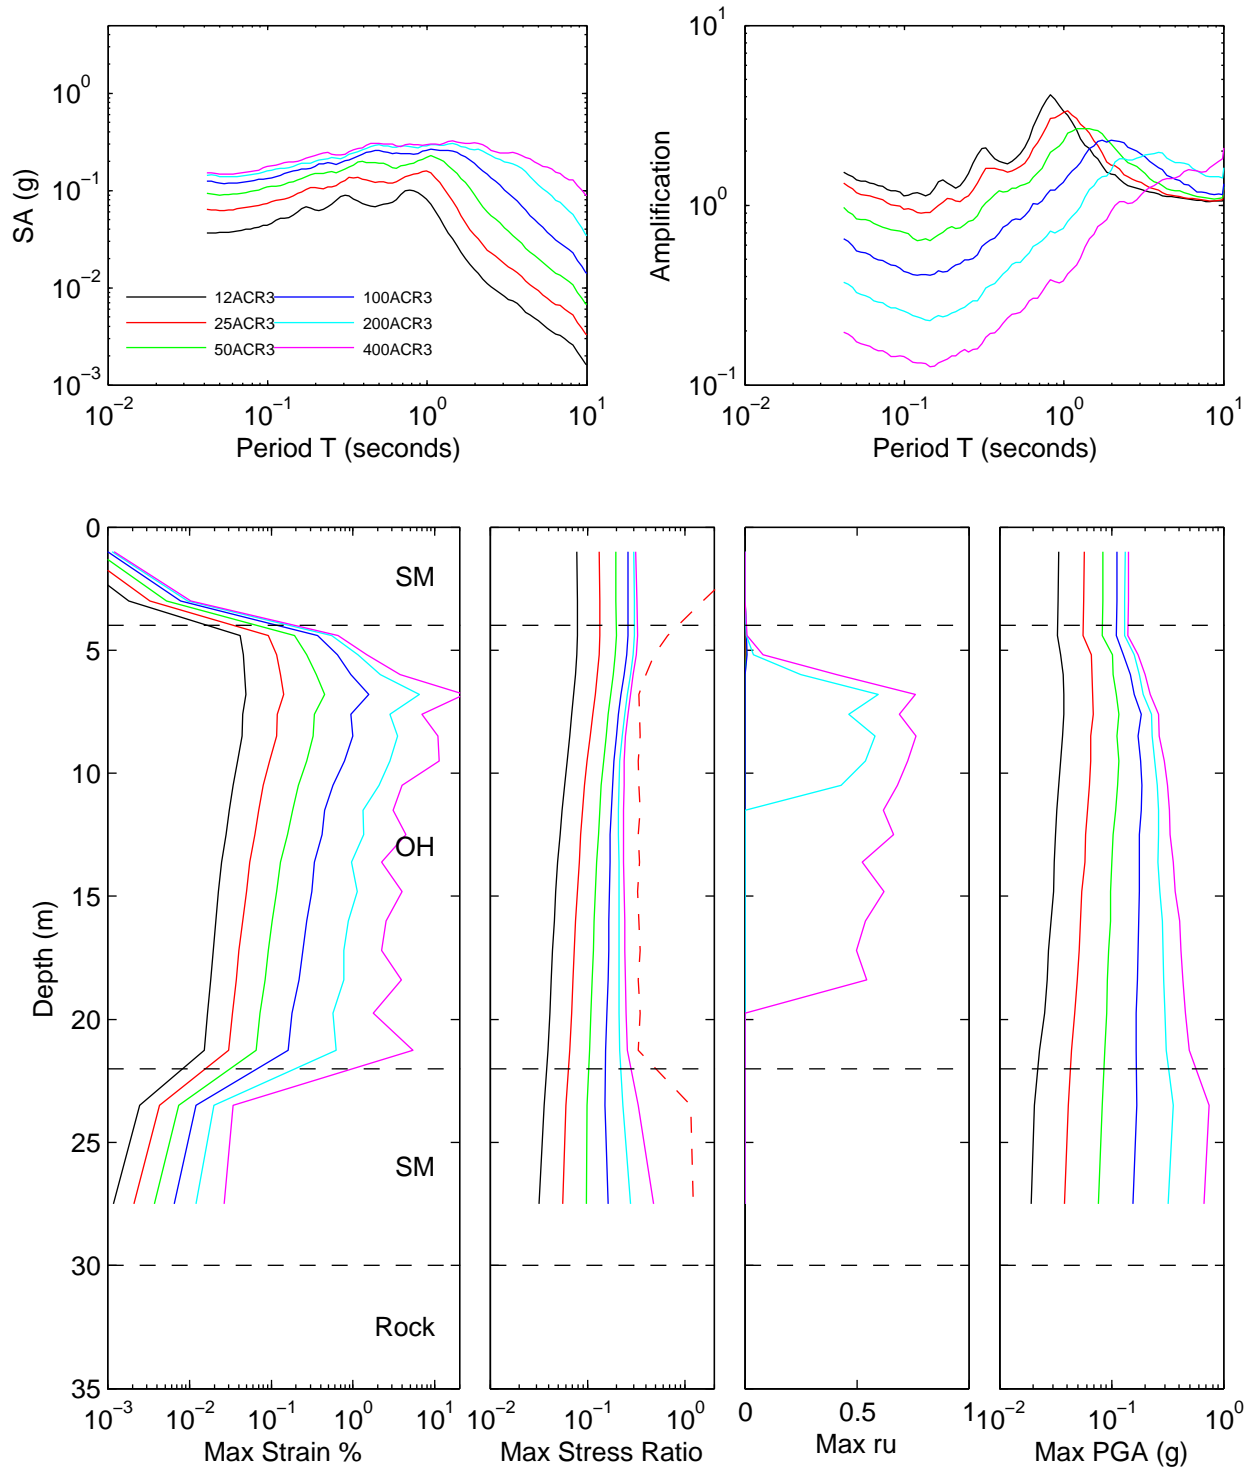 10^0
10^−1
10^−2
10^−3
SA (g)
12ACR3
25ACR3
50ACR3
100ACR3
200ACR3
400ACR3
10^−2 10^−1 10^0 10^1
Period T (seconds)
10^1
10^0
10^−1
Amplification
10^−2 10^−1 10^0 10^1
Period T (seconds)
0
5
10
15
20
25
30
35
Depth (m)
SM
OH
SM
Rock
10^−3 10^−2 10^−1 10^0 10^1
Max Strain %
10^−1 10^0
Max Stress Ratio
0 0.5 1
Max ru
10^−2 10^−1 10^0
Max PGA (g)